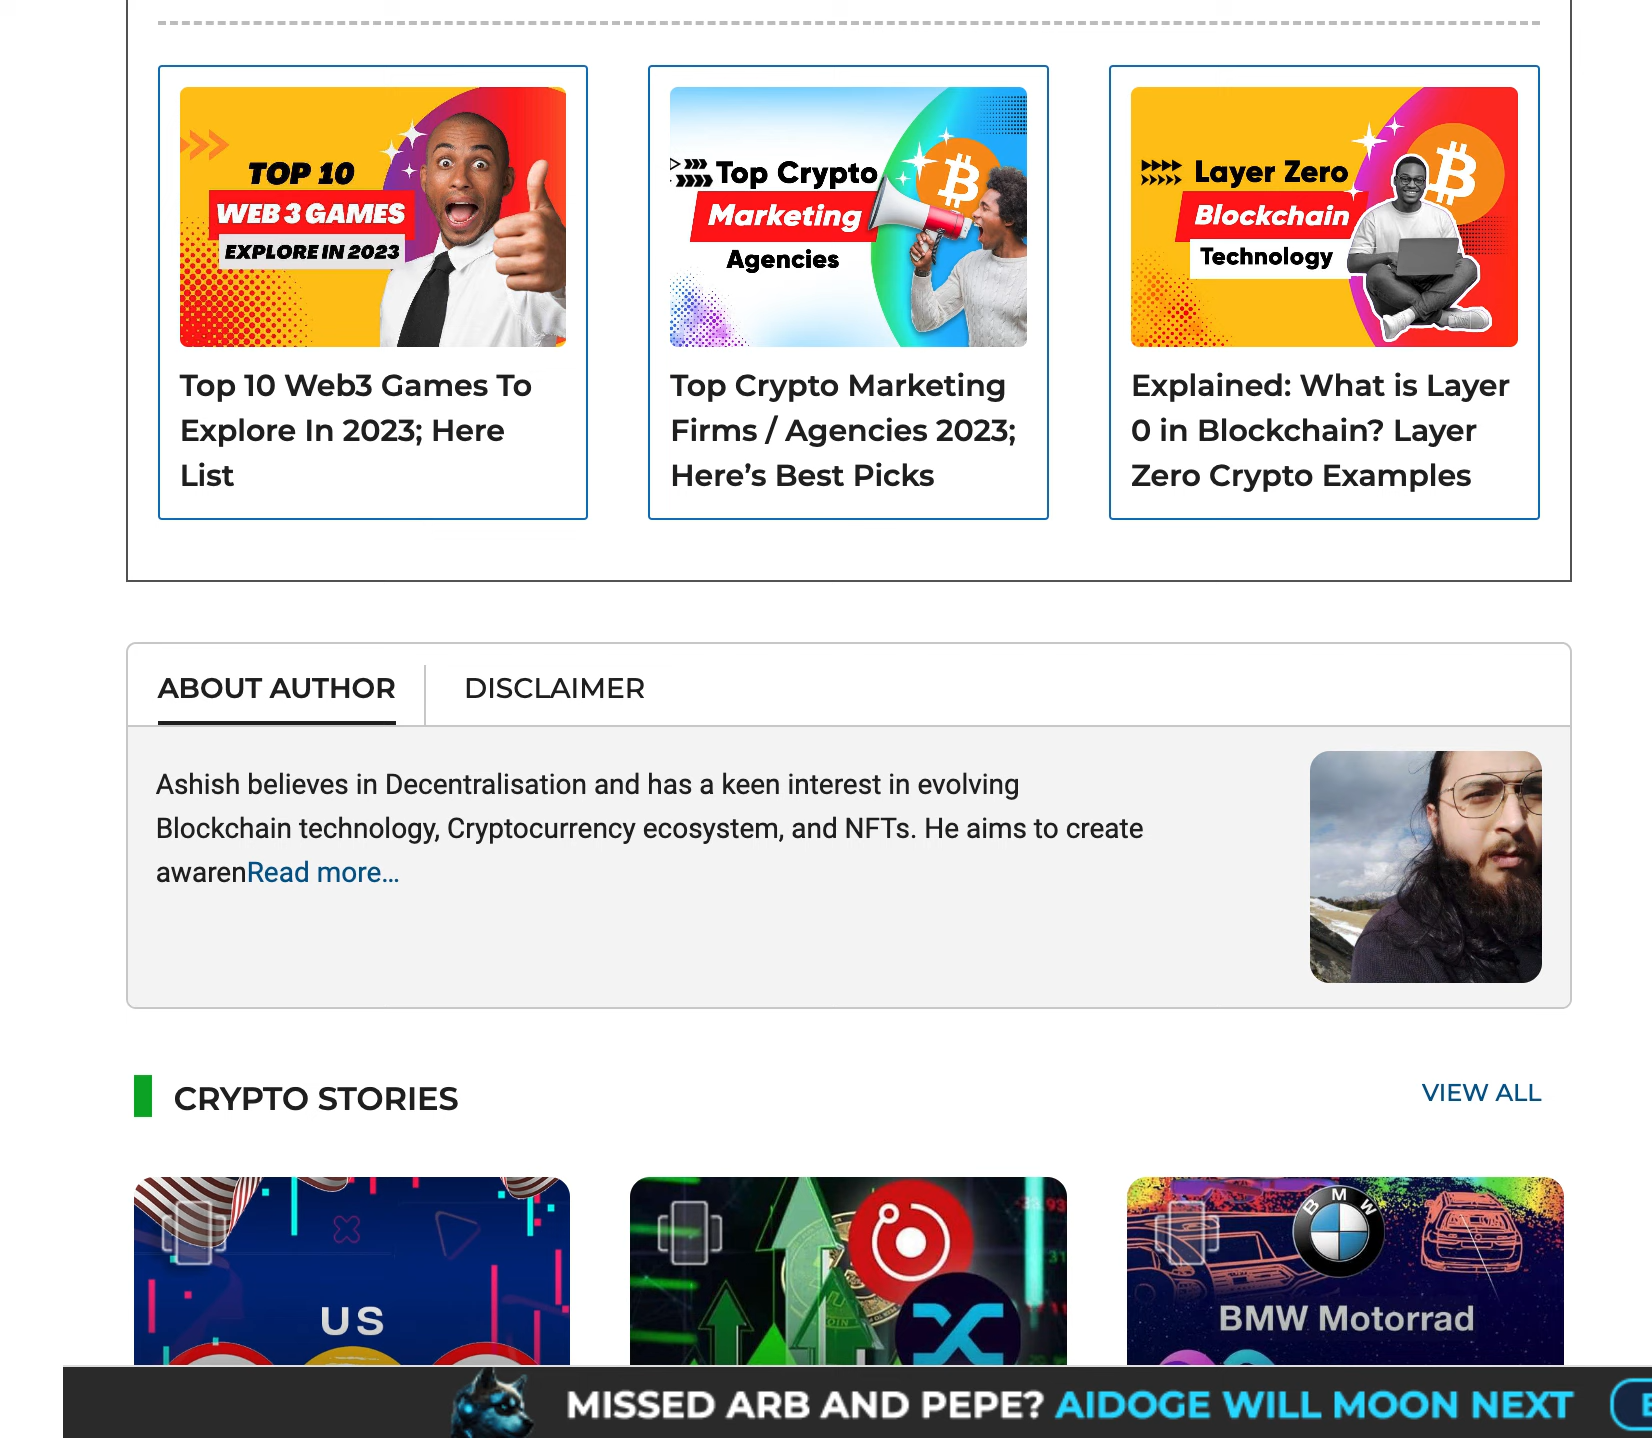 TOP 10
WEB 3 GAMES
EXPLORE IN 2023
Top 10 Web3 Games To
Explore In 2023; Here
List
Top Crypto
Marketing
Agencies
Top Crypto Marketing
Firms / Agencies 2023;
Here’s Best Picks
Layer Zero
Blockchain
Technology
Explained: What is Layer
0 in Blockchain? Layer
Zero Crypto Examples
ABOUT AUTHOR
DISCLAIMER
Ashish believes in Decentralisation and has a keen interest in evolving
Blockchain technology, Cryptocurrency ecosystem, and NFTs. He aims to create
awarenRead more...
CRYPTO STORIES
VIEW ALL
US
BMW
BMW Motorrad
MISSED ARB AND PEPE? AIDOGE WILL MOON NEXT